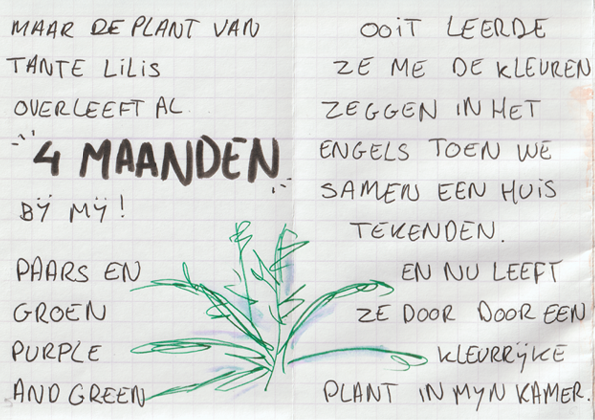 MAAR DE PLANT VAN
TANTE LILIS
OVERLEEFT AL
4 MAANDEN
BIJ MIJ!
PAARS EN
GROEN
PURPLE
AND GREEN
OOIT LEERDE
ZE ME DE KLEUREN
ZEGGEN IN HET
ENGELS TOEN WE
SAMEN EEN HUIS
TEKENDEN.
EN NU LEEFT
ZE DOOR DOOR EEN
KLEURRIJKE
PLANT IN MIJN KAMER.